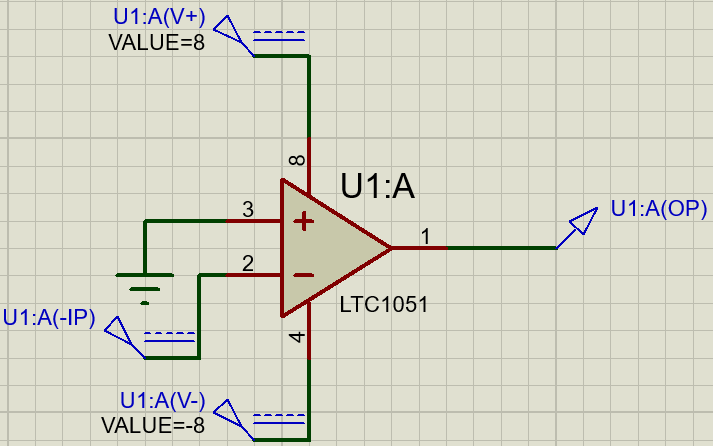 U1:A(V+)
VALUE=8
8
U1:A
3
+
1
U1:A(OP)
2
−
LTC1051
U1:A(-IP)
4
U1:A(V-)
VALUE=-8